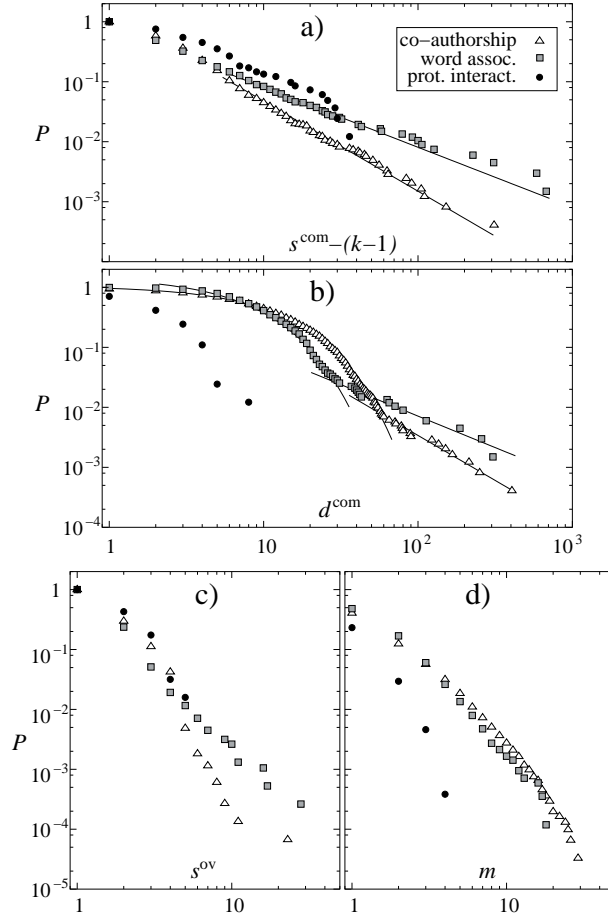 a)
co−authorship
word assoc.
prot. interact.
1
10⁻¹
10⁻²
10⁻³
P
s^com−(k−1)
b)
1
10⁻¹
10⁻²
10⁻³
10⁻⁴
P
d^com
1 10 10² 10³
c) d)
1
10⁻¹
10⁻²
10⁻³
10⁻⁴
10⁻⁵
P
s^ov m
1 10 1 10